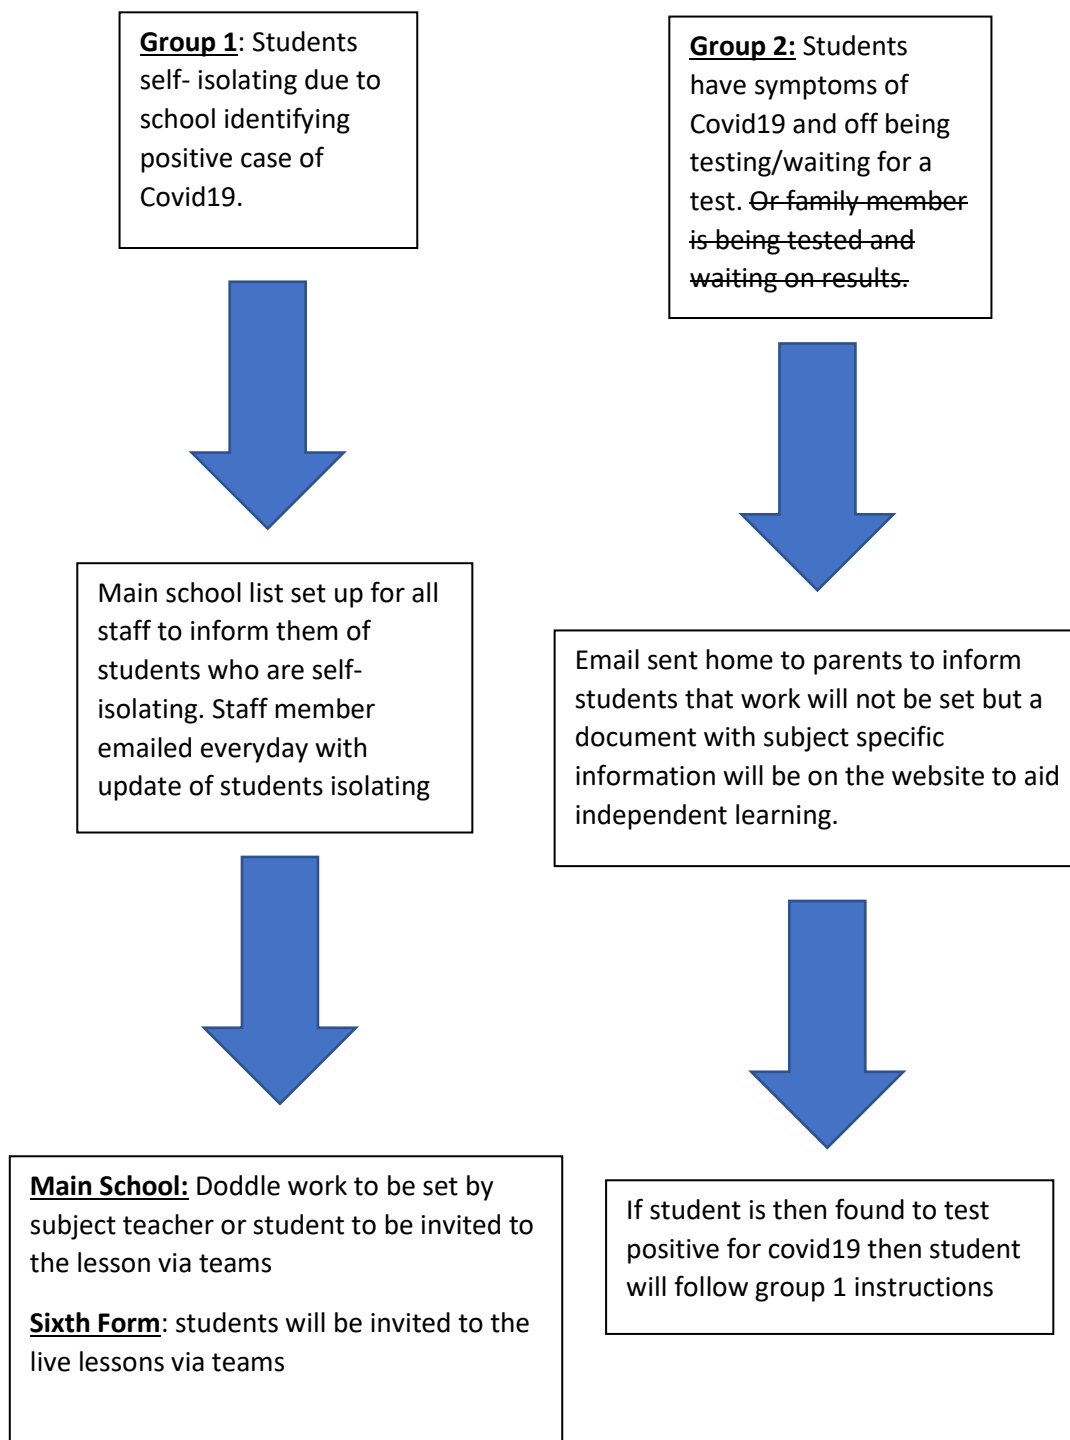 Group 1: Students
self- isolating due to
school identifying
positive case of
Covid19.
Group 2: Students
have symptoms of
Covid19 and off being
testing/waiting for a
test. Or family member
is being tested and
waiting on results.
Main school list set up for all
staff to inform them of
students who are self-
isolating. Staff member
emailed everyday with
update of students isolating
Email sent home to parents to inform
students that work will not be set but a
document with subject specific
information will be on the website to aid
independent learning.
Main School: Doddle work to be set by
subject teacher or student to be invited to
the lesson via teams
Sixth Form: students will be invited to the
live lessons via teams
If student is then found to test
positive for covid19 then student
will follow group 1 instructions